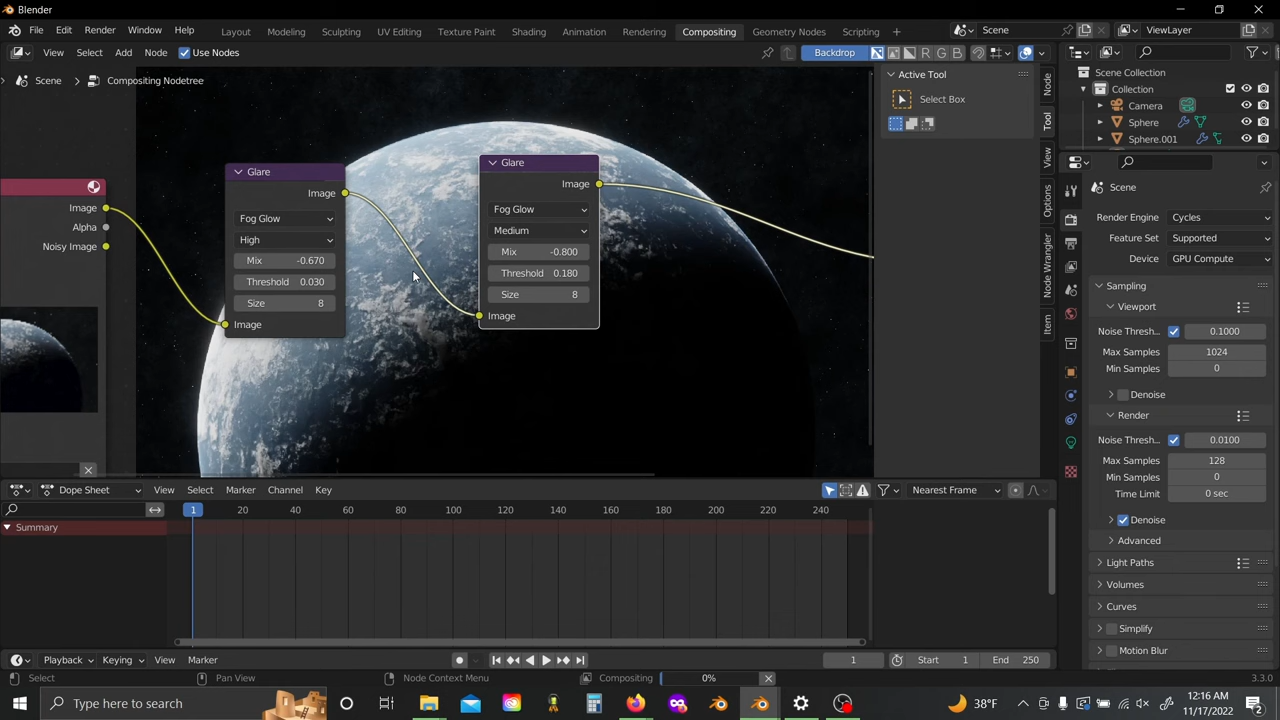 Blender
File Edit Render Window Help Layout Modeling Sculpting UV Editing Texture Paint Shading Animation Rendering Compositing Geometry Nodes Scripting Scene ViewLayer
View Select Add Node Use Nodes Backdrop R G B
Scene Compositing Nodetree
Active Tool
Select Box
Node
Tool
View
Options
Node Wrangler
Item
Scene Collection
Collection
Camera
Sphere
Sphere.001
Image
Alpha
Noisy Image
Glare
Image
Fog Glow
High
Mix -0.670
Threshold 0.030
Size 8
Image
Glare
Image
Fog Glow
Medium
Mix -0.800
Threshold 0.180
Size 8
Image
Scene
Render Engine Cycles
Feature Set Supported
Device GPU Compute
Sampling
Viewport
Noise Thresh.. 0.1000
Max Samples 1024
Min Samples 0
Denoise
Render
Noise Thresh.. 0.0100
Max Samples 128
Min Samples 0
Time Limit 0 sec
Denoise
Advanced
Light Paths
Volumes
Curves
Simplify
Motion Blur
Dope Sheet View Select Marker Channel Key Nearest Frame
1 20 40 60 80 100 120 140 160 180 200 220 240
Summary
Playback Keying View Marker 1 Start 1 End 250
Select Pan View Node Context Menu Compositing 0% 3.3.0
Type here to search 38°F 12:16 AM
11/17/2022